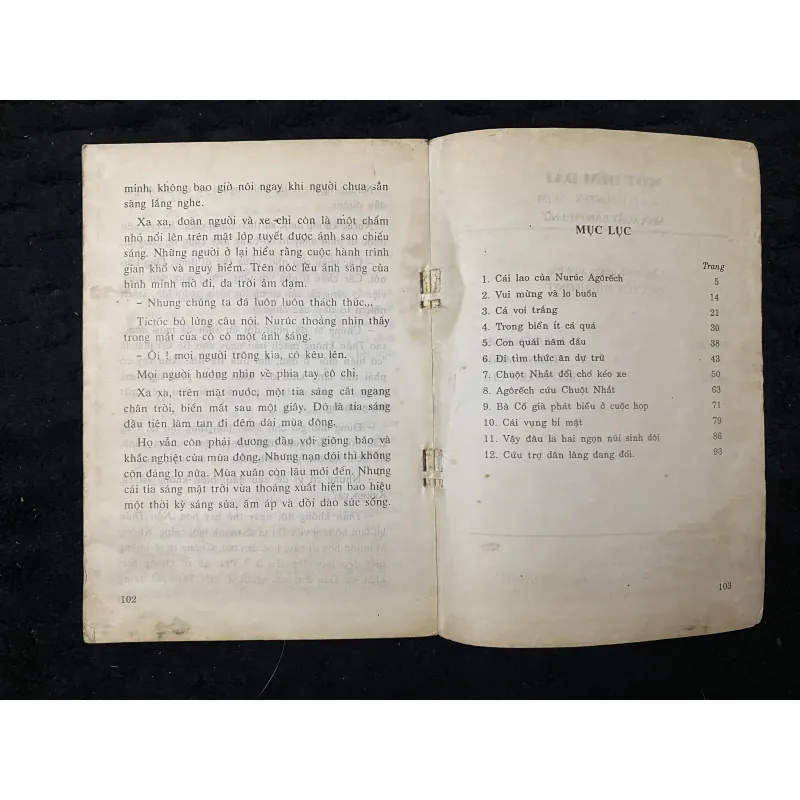 minh, không bao giờ nói ngay khi người chưa sẵn
sàng lắng nghe.
Xa xa, đoàn người và xe chỉ còn là một chấm
nhỏ nổi lên trên mặt lớp tuyết được ánh sao chiếu
sáng. Những người ở lại hiểu rằng cuộc hành trình
gian khổ và nguy hiểm. Trên nóc lều ánh sáng của
bình minh mờ đi, da trời ảm đạm.
- Nhưng chúng ta đã luôn luôn thách thức...
Tictóc bỏ lửng câu nói. Nurúc thoáng nhìn thấy
trong mắt của cô có một ánh sáng.
- Ôi ! mọi người trông kìa, cô kêu lên.
Mọi người hướng nhìn về phía tay cô chỉ.
Xa xa, trên mặt nước, một tia sáng cắt ngang
chân trời, biến mất sau một giây. Đó là tia sáng
đầu tiên làm tan đi đêm dài mùa đông.
Họ vẫn còn phải đương đầu với giông bão và
khắc nghiệt của mùa đông. Nhưng nạn đói thì không
còn đáng lo nữa. Mùa xuân còn lâu mới đến. Nhưng
cái tia sáng mặt trời vừa thoáng xuất hiện báo hiệu
một thời kỳ sáng sủa, ấm áp và dồi dào sức sống.
102
MỤC LỤC
Trang
1. Cái lao của Nurúc Agôrếch 5
2. Vui mừng và lo buồn 14
3. Cá voi trắng 21
4. Trong biển ít cá quá 30
5. Con quái nằm đầu 38
6. Đi tìm thức ăn dự trữ 43
7. Chuột Nhắt đổi chó kéo xe 50
8. Agôrếch cứu Chuột Nhắt 63
9. Bà Cố già phát biểu ở cuộc họp 71
10. Cái vụng bí mật 79
11. Vậy đâu là hai ngọn núi sinh đôi 86
12. Cứu trợ dân làng đang đói. 93
103